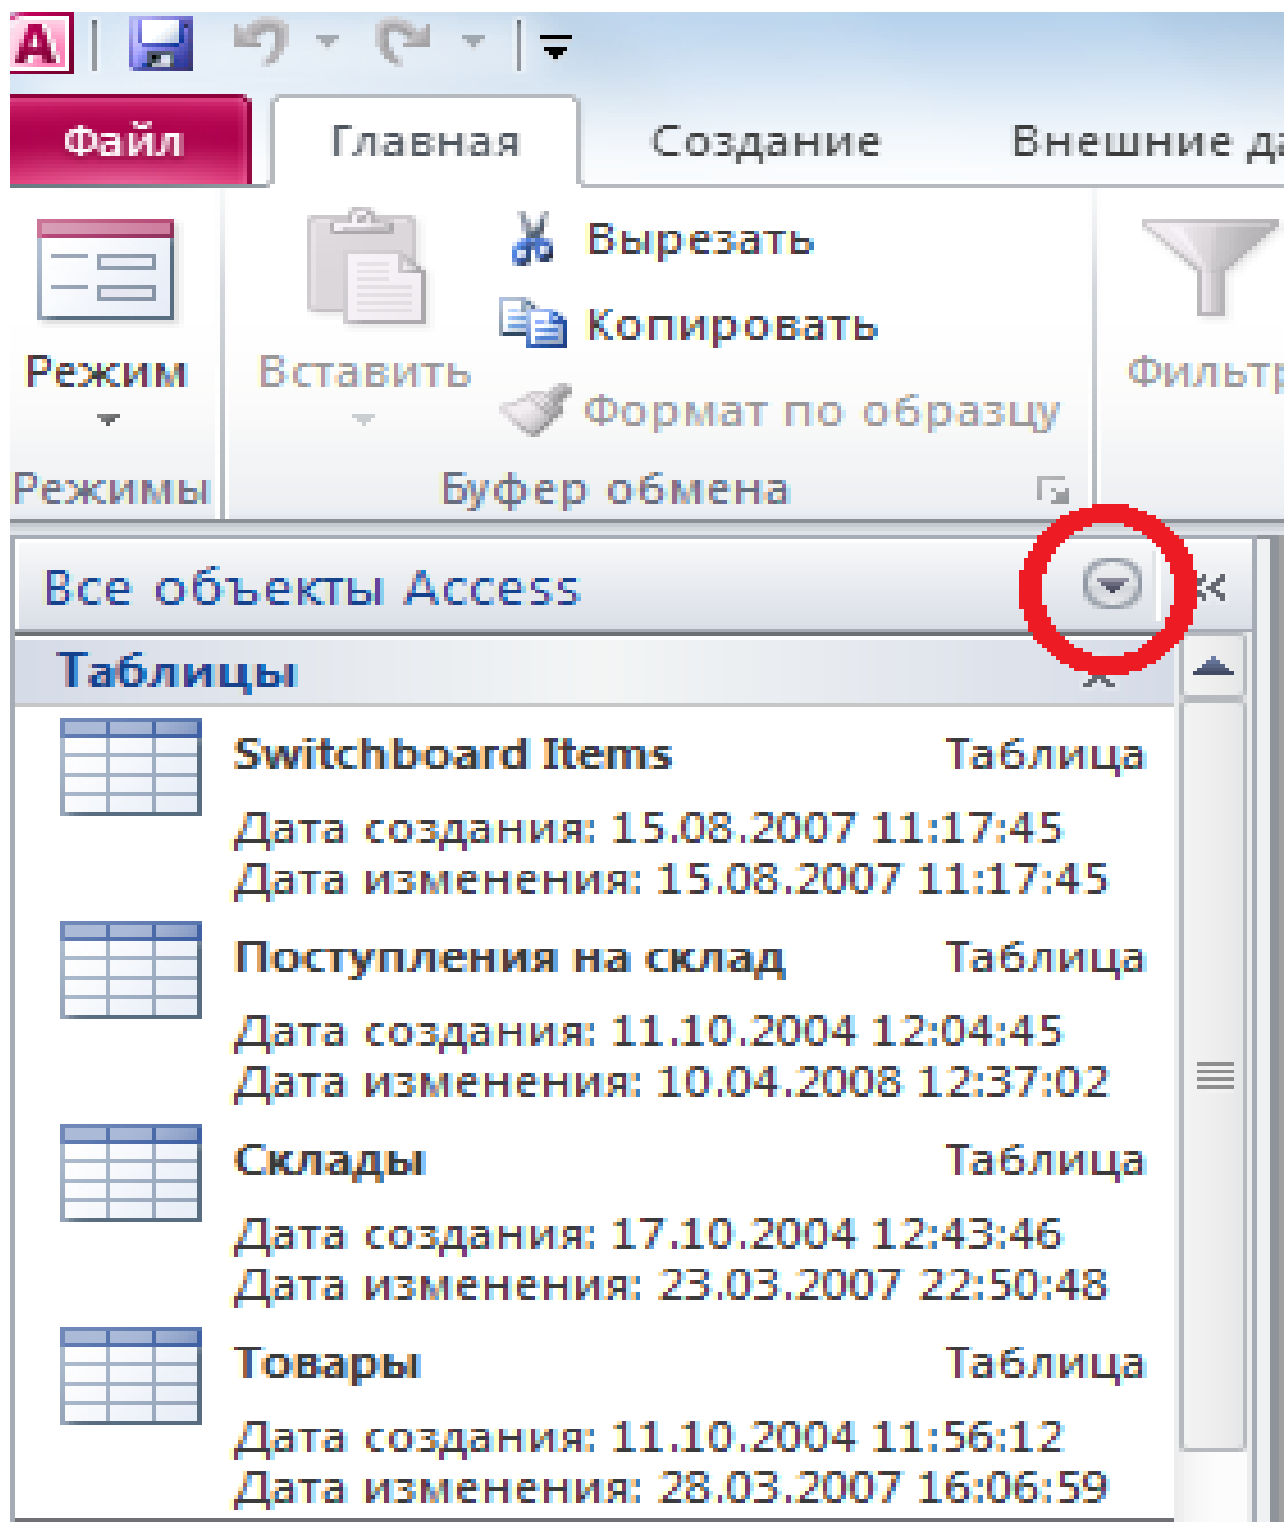 A
Файл Главная Создание Внешние
Вырезать
Копировать
Режим Вставить Формат по образцу Фильтр
Режимы Буфер обмена
Все объекты Access
Таблицы
Switchboard Items Таблица
Дата создания: 15.08.2007 11:17:45
Дата изменения: 15.08.2007 11:17:45
Поступления на склад Таблица
Дата создания: 11.10.2004 12:04:45
Дата изменения: 10.04.2008 12:37:02
Склады Таблица
Дата создания: 17.10.2004 12:43:46
Дата изменения: 23.03.2007 22:50:48
Товары Таблица
Дата создания: 11.10.2004 11:56:12
Дата изменения: 28.03.2007 16:06:59